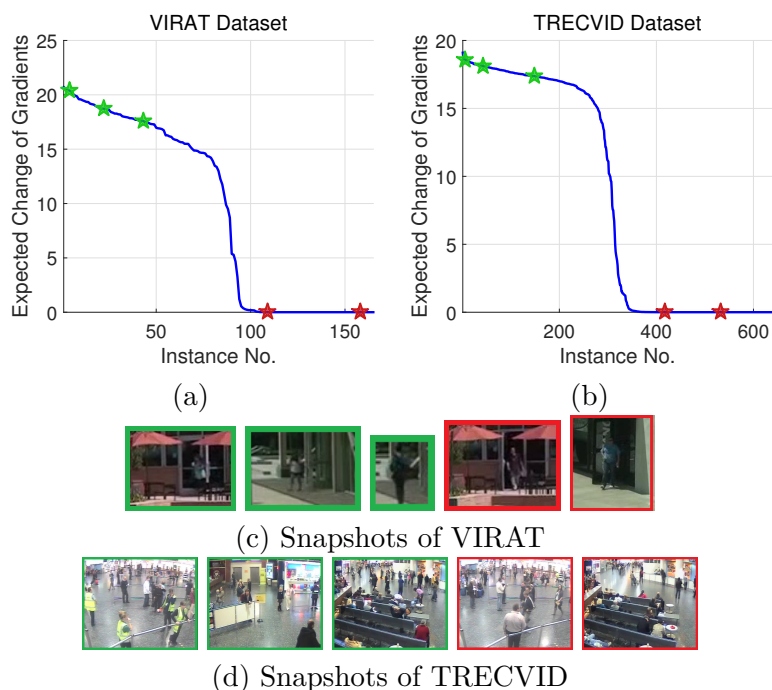 VIRAT Dataset
Expected Change of Gradients
25
20
15
10
5
0
50
100
150
Instance No.
(a)
TRECVID Dataset
Expected Change of Gradients
20
15
10
5
0
200
400
600
Instance No.
(b)
(c) Snapshots of VIRAT
(d) Snapshots of TRECVID